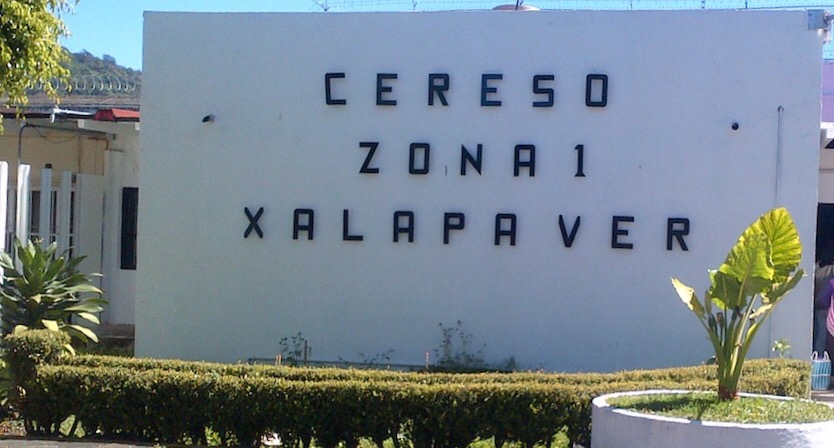 CERESO
ZONA 1
XALAPA VER